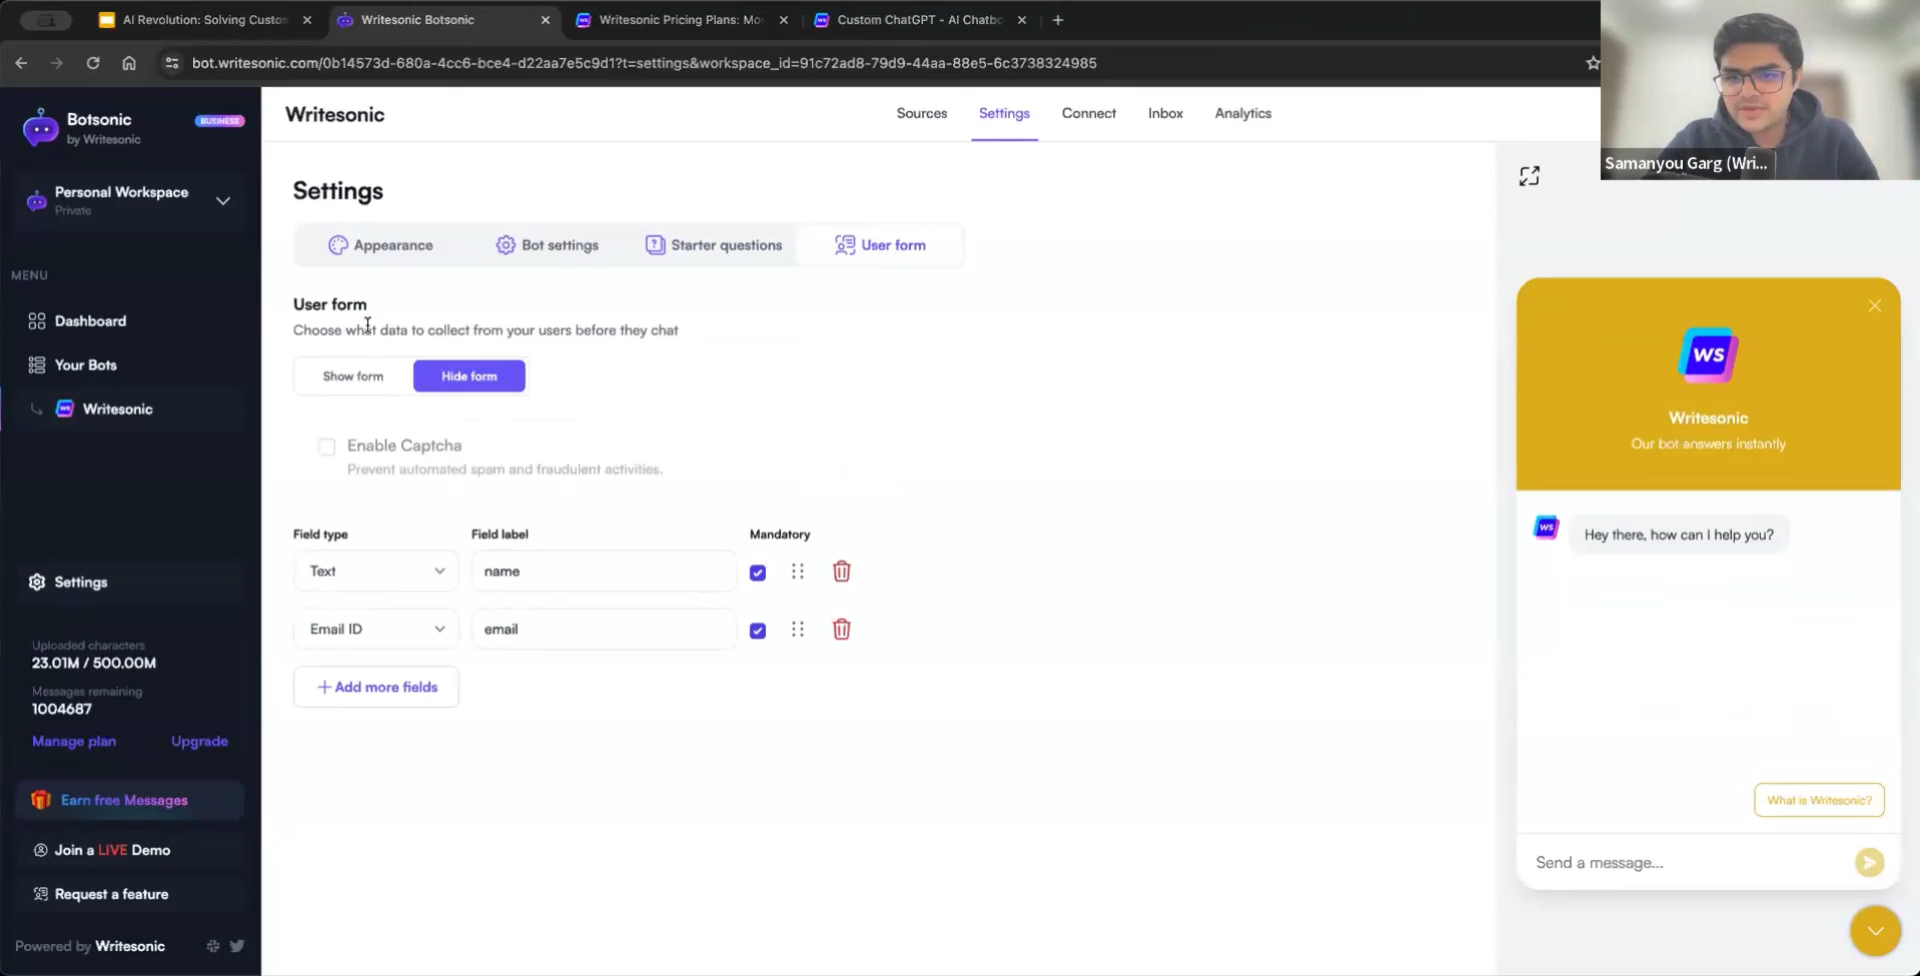 AI Revolution: Solving Custo
Writesonic Botsonic
Writesonic Pricing Plans: Mo
Custom ChatGPT - AI Chatbo
bot.writesonic.com/0b14573d-680a-4cc6-bce4-d22aa7e5c9d1?t=settings&workspace_id=91c72ad8-79d9-44aa-88e5-6c3738324985
Samanyou Garg (Wri...
Botsonic
by Writesonic
BUSINESS
Personal Workspace
Private
MENU
Dashboard
Your Bots
WS Writesonic
Settings
Uploaded characters
23.01M / 500.00M
Messages remaining
1004687
Manage plan
Upgrade
Earn free Messages
Join a LIVE Demo
Request a feature
Powered by Writesonic
Writesonic
Sources
Settings
Connect
Inbox
Analytics
Settings
Appearance
Bot settings
Starter questions
User form
User form
Choose what data to collect from your users before they chat
Show form
Hide form
Enable Captcha
Prevent automated spam and fraudulent activities.
Field type
Field label
Mandatory
Text
name
Email ID
email
+ Add more fields
WS
Writesonic
Our bot answers instantly
WS
Hey there, how can I help you?
What is Writesonic?
Send a message...